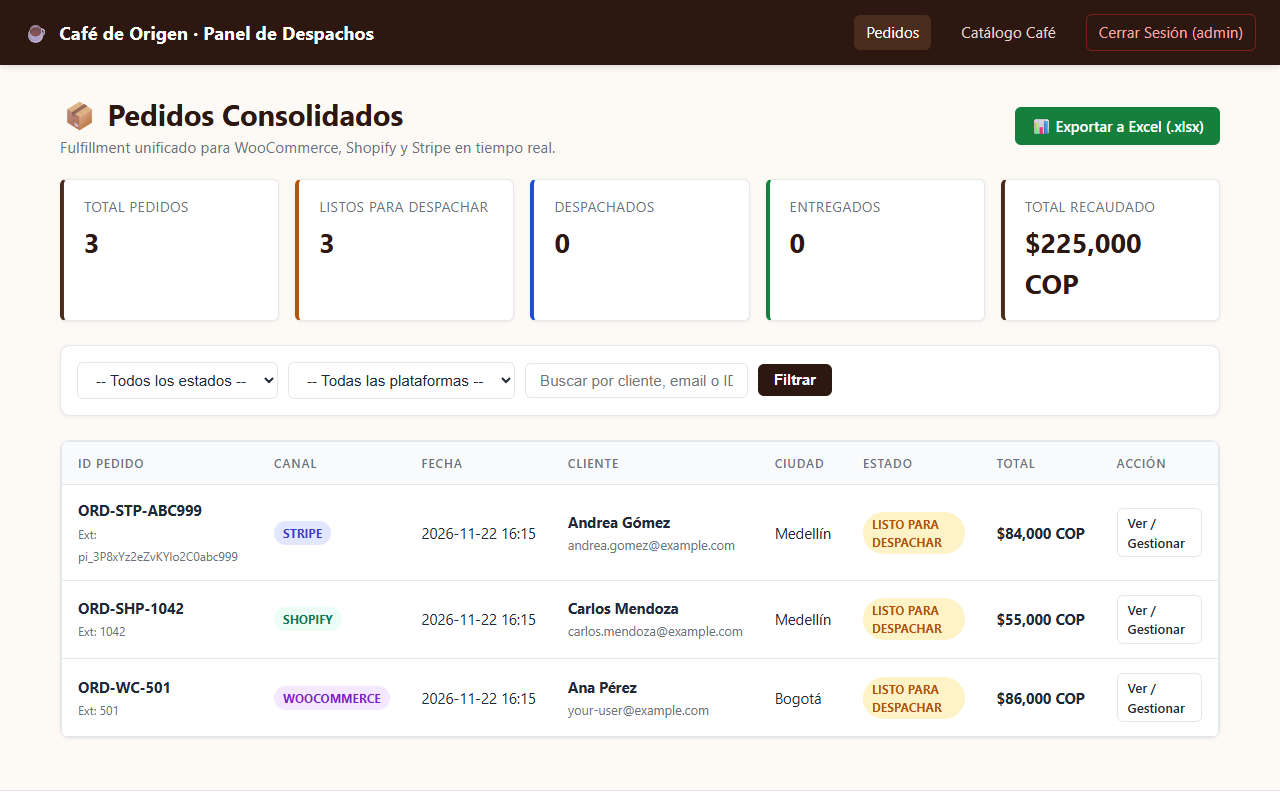 Café de Origen · Panel de Despachos
Pedidos
Catálogo Café
Cerrar Sesión (admin)
Pedidos Consolidados
Fulfillment unificado para WooCommerce, Shopify y Stripe en tiempo real.
Exportar a Excel (.xlsx)
TOTAL PEDIDOS
3
LISTOS PARA DESPACHAR
3
DESPACHADOS
0
ENTREGADOS
0
TOTAL RECAUDADO
$225,000
COP
-- Todos los estados --
-- Todas las plataformas --
Buscar por cliente, email o ID
Filtrar
ID PEDIDO CANAL FECHA CLIENTE CIUDAD ESTADO TOTAL ACCIÓN
ORD-STP-ABC999
Ext:
pi_3P8xYz2eZvKYlo2C0abc999
STRIPE
2026-11-22 16:15
Andrea Gómez
andrea.gomez@example.com
Medellín
LISTO PARA
DESPACHAR
$84,000 COP
Ver /
Gestionar
ORD-SHP-1042
Ext: 1042
SHOPIFY
2026-11-22 16:15
Carlos Mendoza
carlos.mendoza@example.com
Medellín
LISTO PARA
DESPACHAR
$55,000 COP
Ver /
Gestionar
ORD-WC-501
Ext: 501
WOOCOMMERCE
2026-11-22 16:15
Ana Pérez
your-user@example.com
Bogotá
LISTO PARA
DESPACHAR
$86,000 COP
Ver /
Gestionar